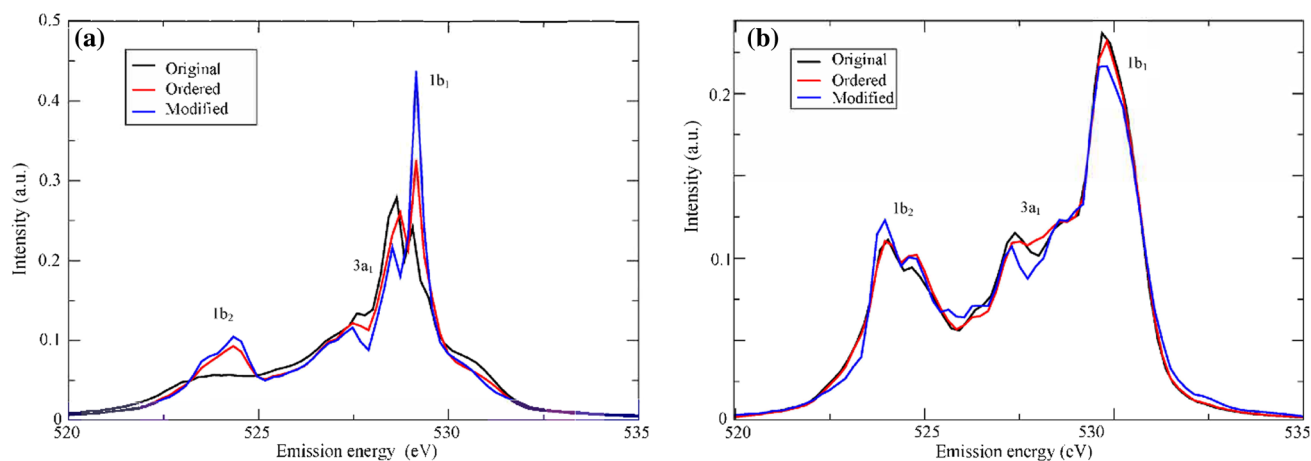 (a)
Original
Ordered
Modified
1b₁
3a₁
1b₂
Intensity (a.u.)
0.5
0.4
0.3
0.2
0.1
0
520
525
530
535
Emission energy (eV)
(b)
Original
Ordered
Modified
1b₁
1b₂
3a₁
Intensity (a.u.)
0.2
0.1
0
520
525
530
535
Emission energy (eV)